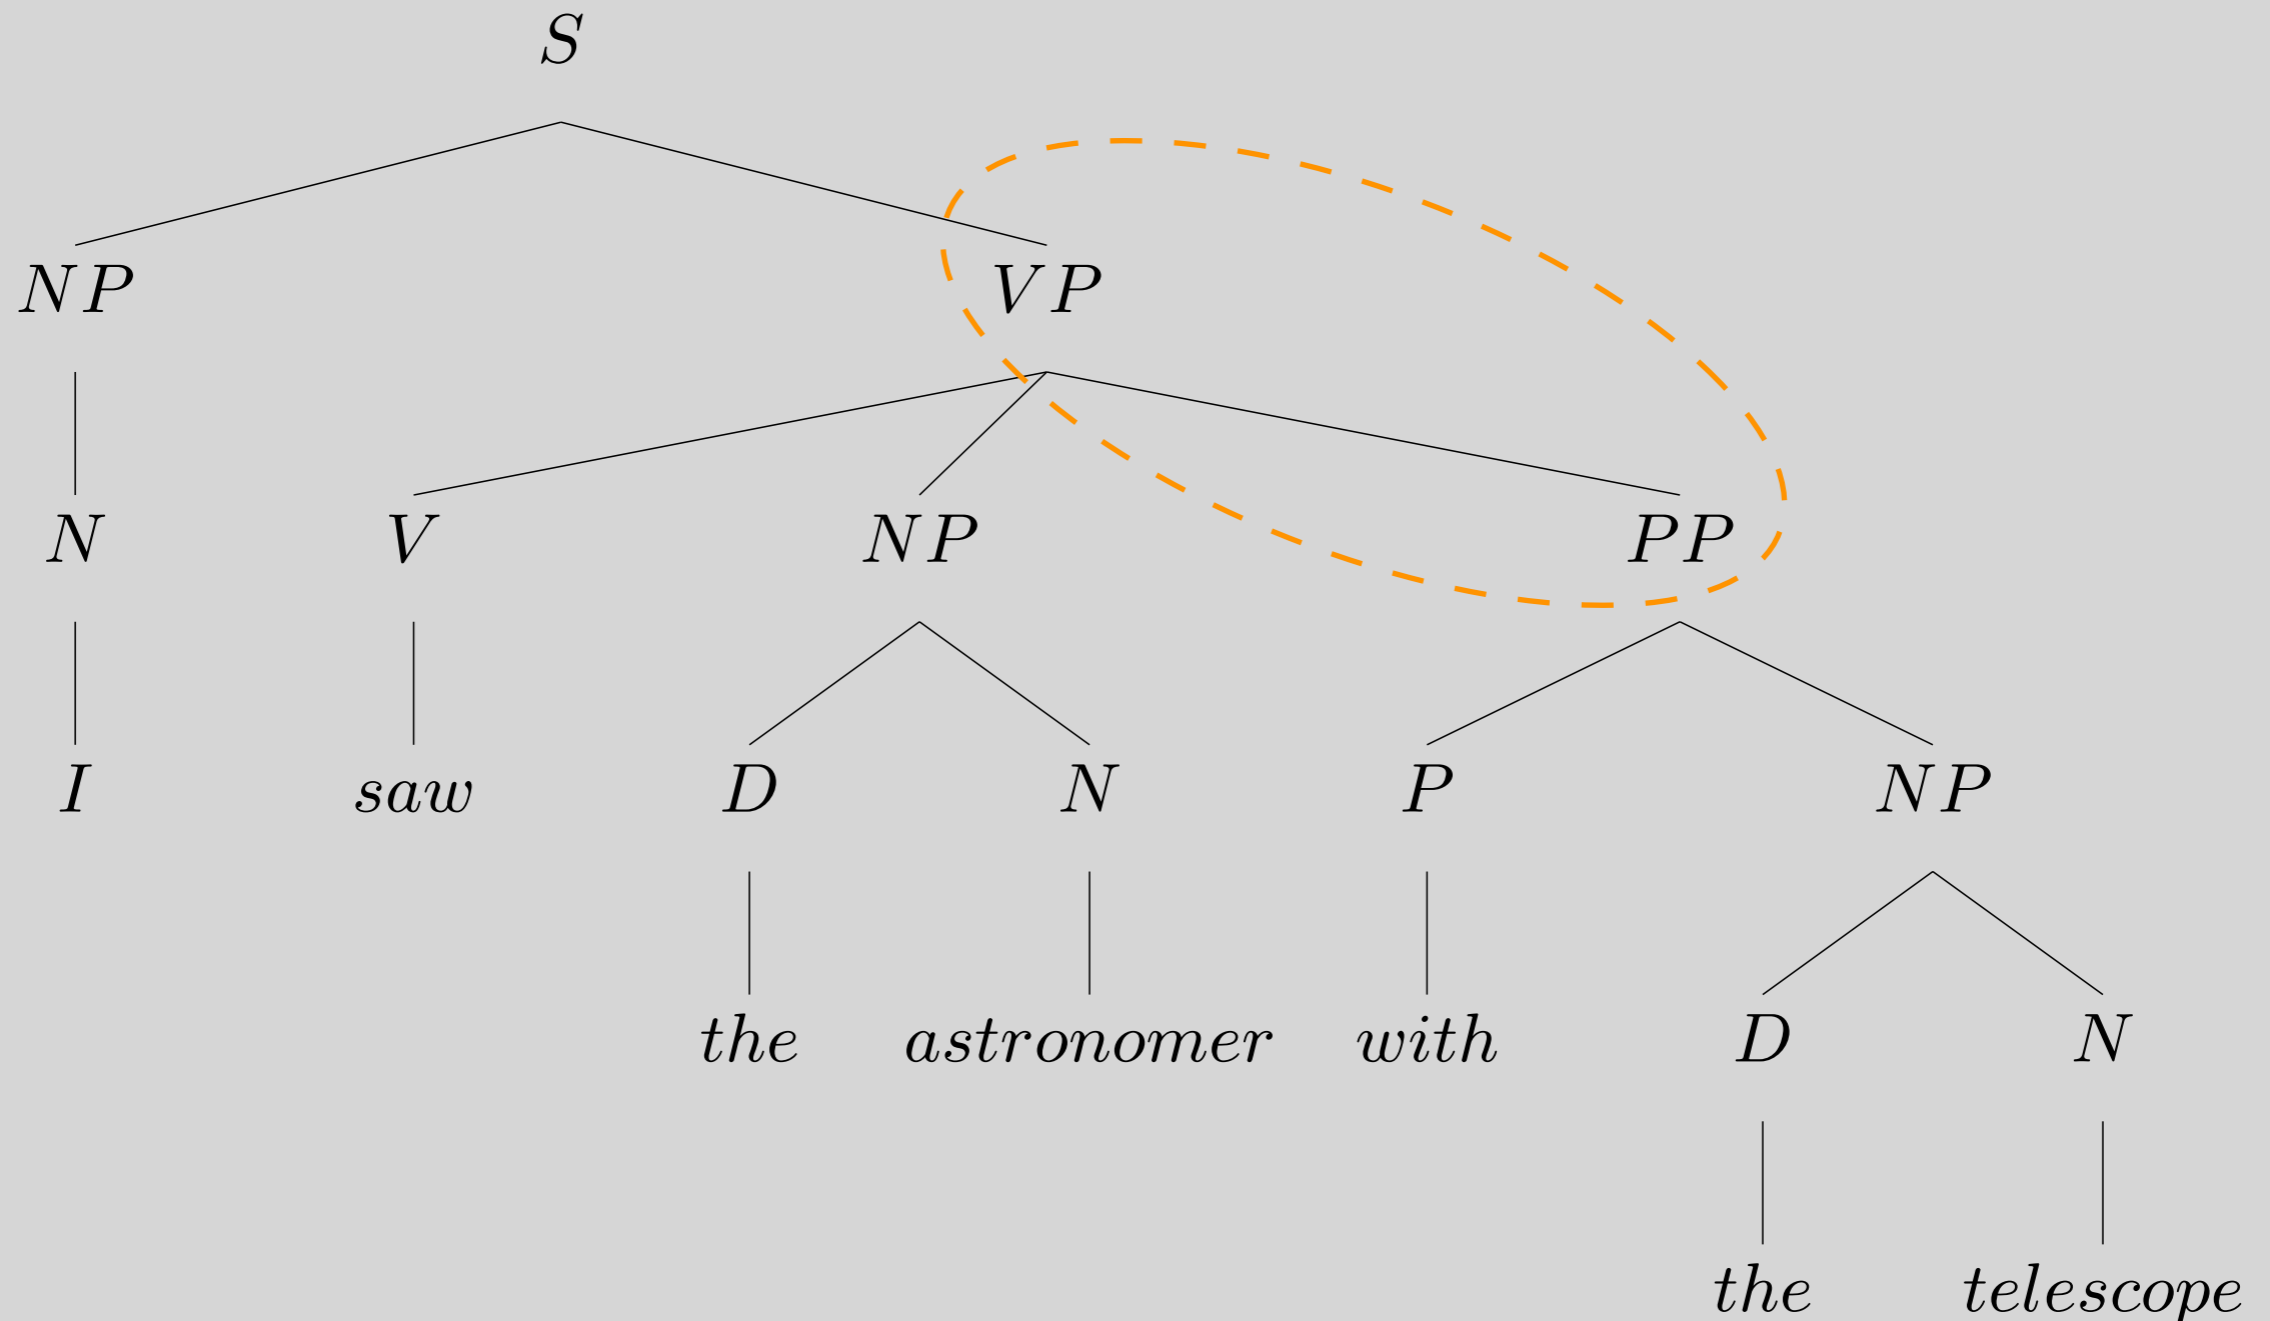 S
NP VP
N V NP PP
I saw D N P NP
the astronomer with D N
the telescope